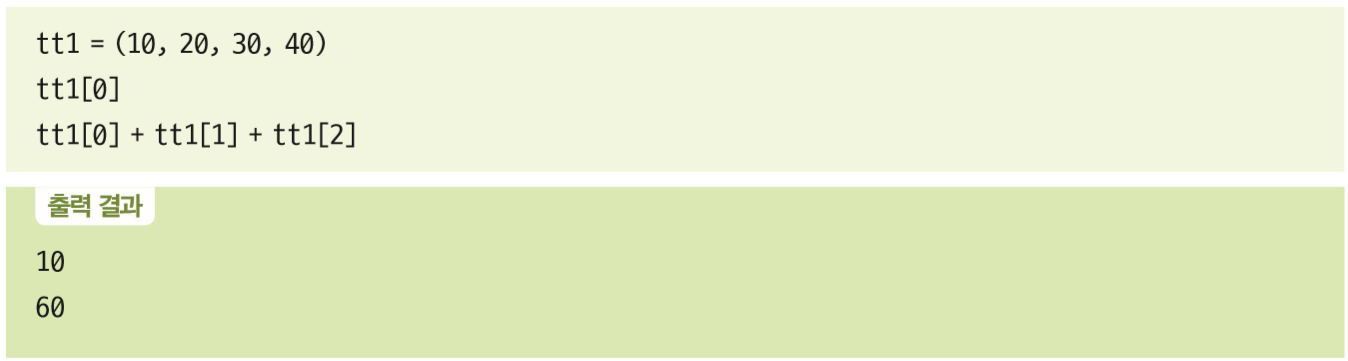 tt1 = (10, 20, 30, 40)
tt1[0]
tt1[0] + tt1[1] + tt1[2]
출력 결과
10
60